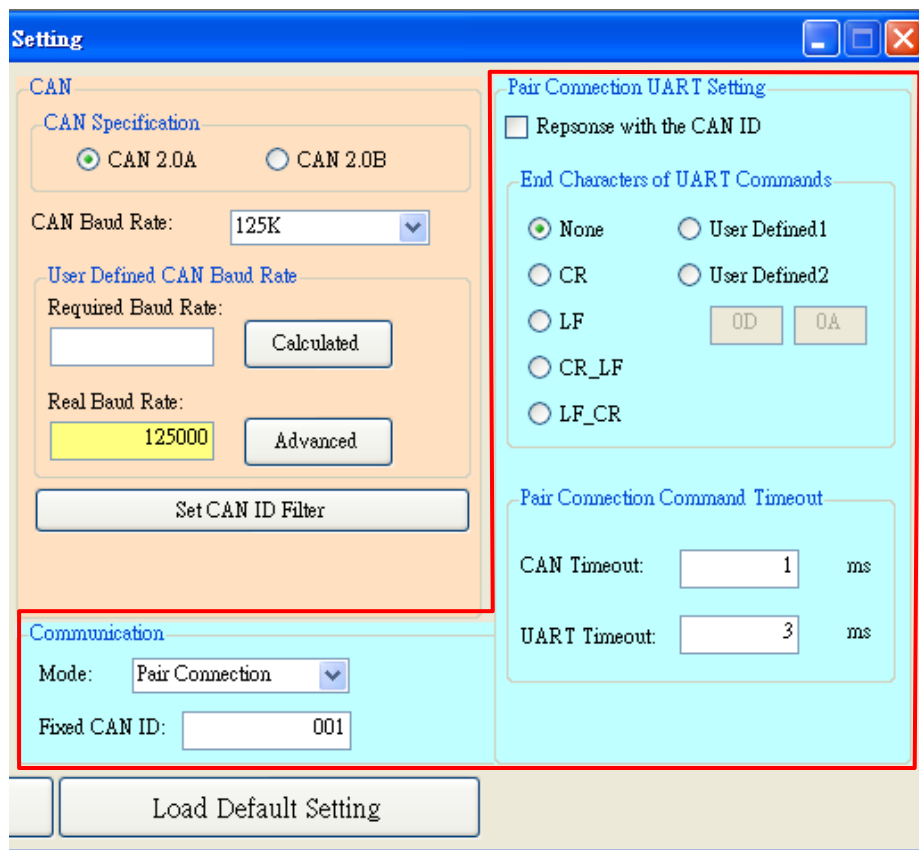 Setting
CAN
CAN Specification
CAN 2.0A
CAN 2.0B
CAN Baud Rate:
125K
User Defined CAN Baud Rate
Required Baud Rate:
Calculated
Real Baud Rate:
125000
Advanced
Set CAN ID Filter
Communication
Mode:
Pair Connection
Fixed CAN ID:
001
Pair Connection UART Setting
Repsonse with the CAN ID
End Characters of UART Commands
None
User Defined1
CR
User Defined2
LF
0D
0A
CR_LF
LF_CR
Pair Connection Command Timeout
CAN Timeout:
1
ms
UART Timeout:
3
ms
Load Default Setting